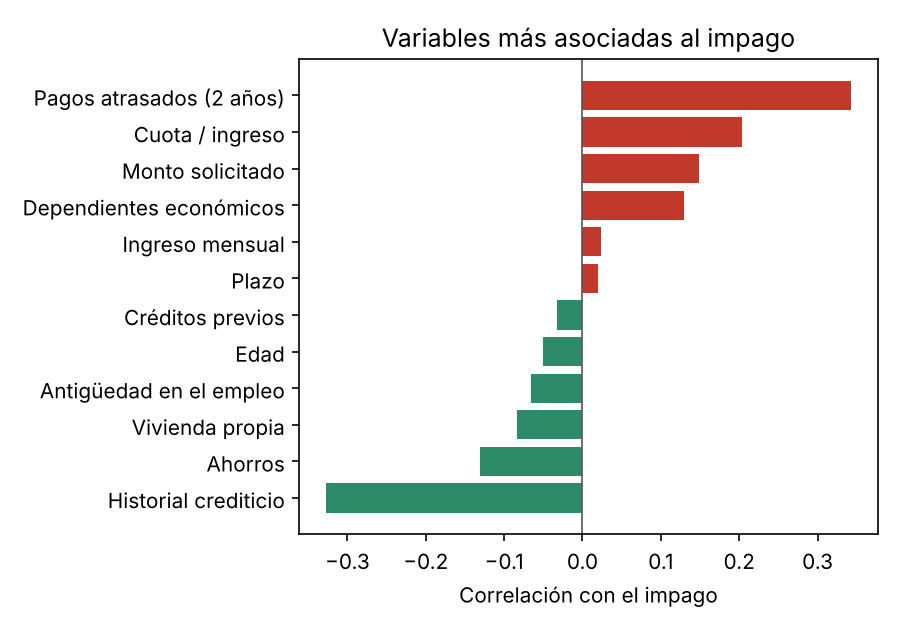 Variables más asociadas al impago
Pagos atrasados (2 años)
Cuota / ingreso
Monto solicitado
Dependientes económicos
Ingreso mensual
Plazo
Créditos previos
Edad
Antigüedad en el empleo
Vivienda propia
Ahorros
Historial crediticio
−0.3 −0.2 −0.1 0.0 0.1 0.2 0.3
Correlación con el impago